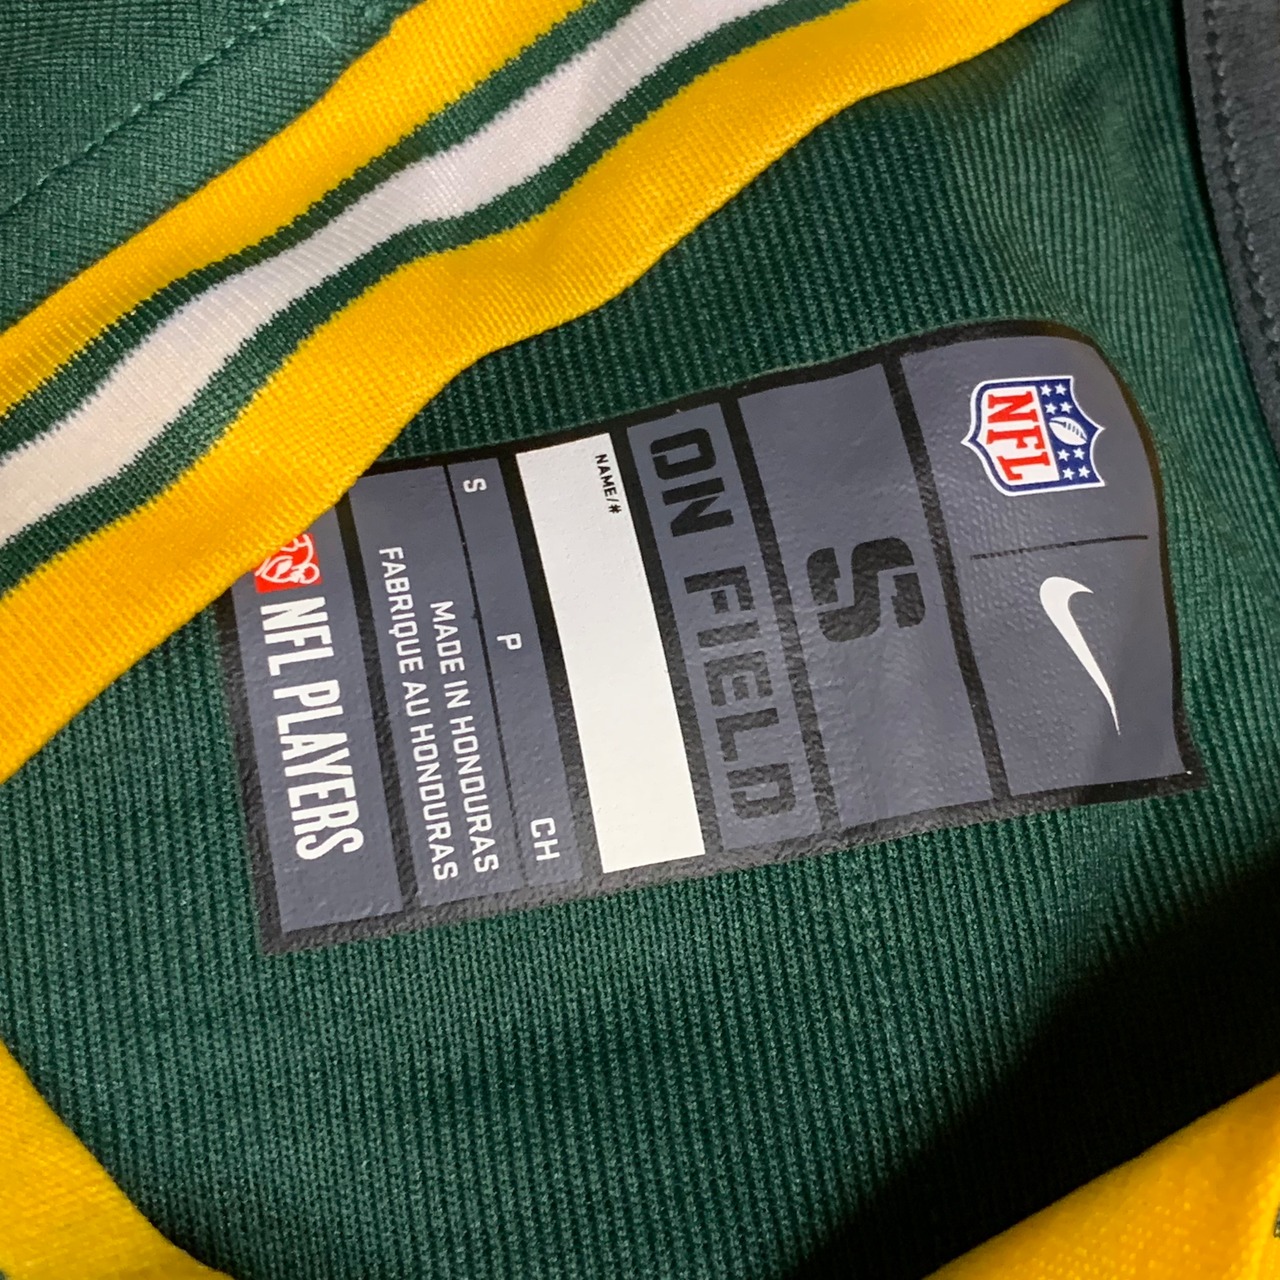 NFL
S
ON FIELD
NAME/#
S P CH
MADE IN HONDURAS
FABRIQUE AU HONDURAS
NFL PLAYERS